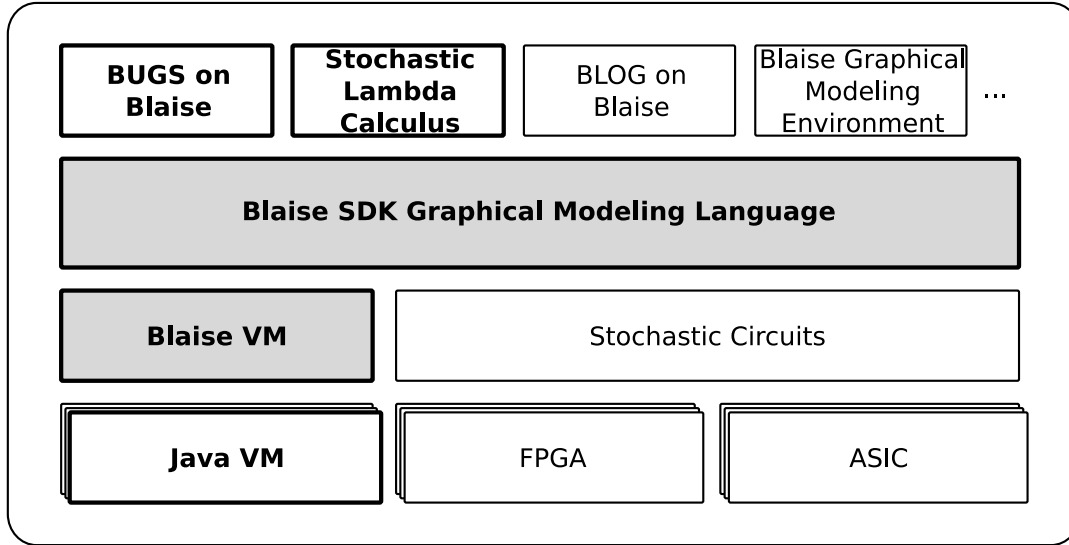 BUGS on
Blaise
Stochastic
Lambda
Calculus
BLOG on
Blaise
Blaise Graphical
Modeling
Environment
...
Blaise SDK Graphical Modeling Language
Blaise VM
Stochastic Circuits
Java VM
FPGA
ASIC